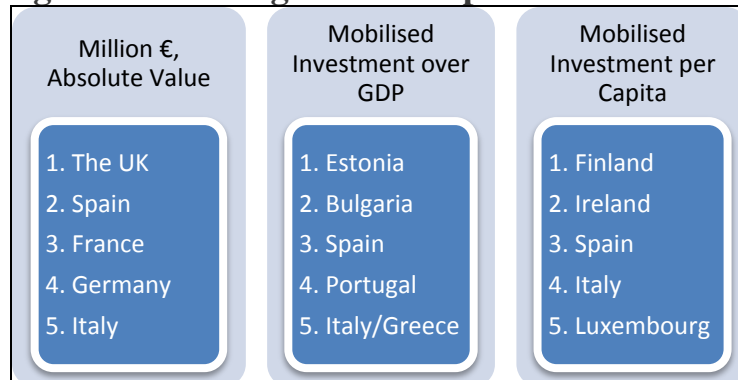 Million €,
Absolute Value
1. The UK
2. Spain
3. France
4. Germany
5. Italy
Mobilised
Investment over
GDP
1. Estonia
2. Bulgaria
3. Spain
4. Portugal
5. Italy/Greece
Mobilised
Investment per
Capita
1. Finland
2. Ireland
3. Spain
4. Italy
5. Luxembourg